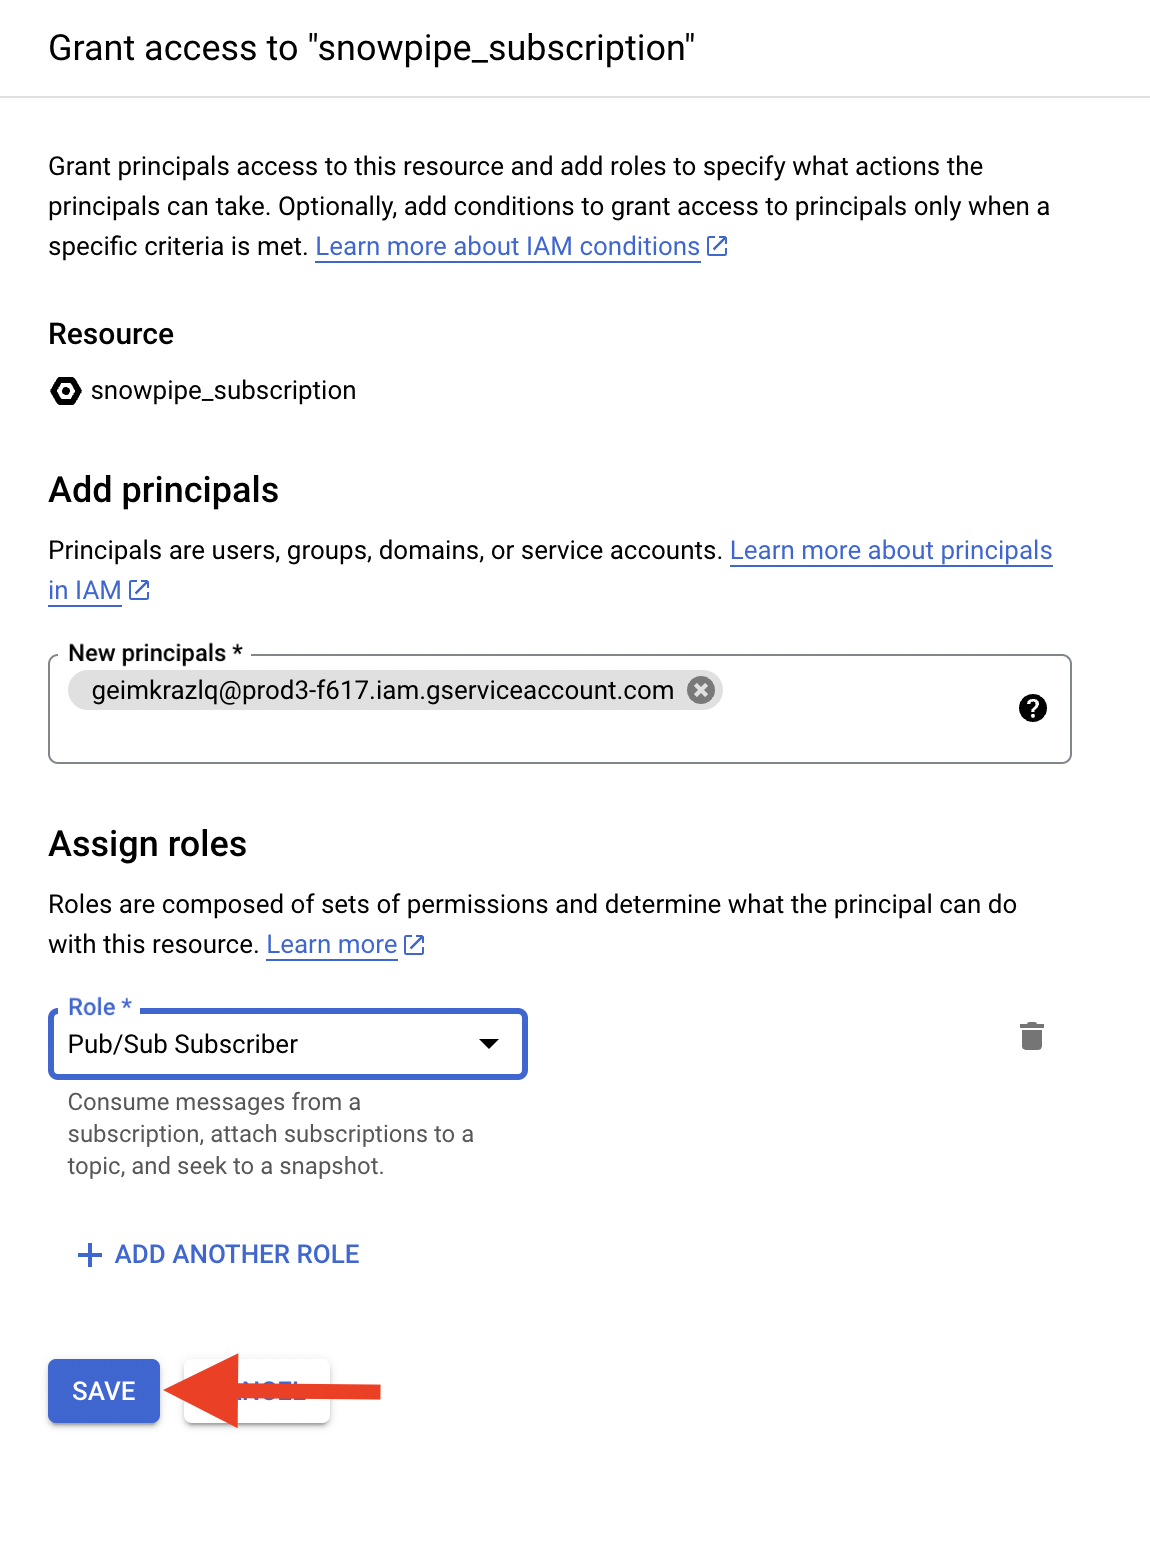 Grant access to "snowpipe_subscription"
Grant principals access to this resource and add roles to specify what actions the
principals can take. Optionally, add conditions to grant access to principals only when a
specific criteria is met. Learn more about IAM conditions
Resource
snowpipe_subscription
Add principals
Principals are users, groups, domains, or service accounts. Learn more about principals
in IAM
New principals *
geimkrazlq@prod3-f617.iam.gserviceaccount.com
Assign roles
Roles are composed of sets of permissions and determine what the principal can do
with this resource. Learn more
Role *
Pub/Sub Subscriber
Consume messages from a
subscription, attach subscriptions to a
topic, and seek to a snapshot.
+ ADD ANOTHER ROLE
SAVE